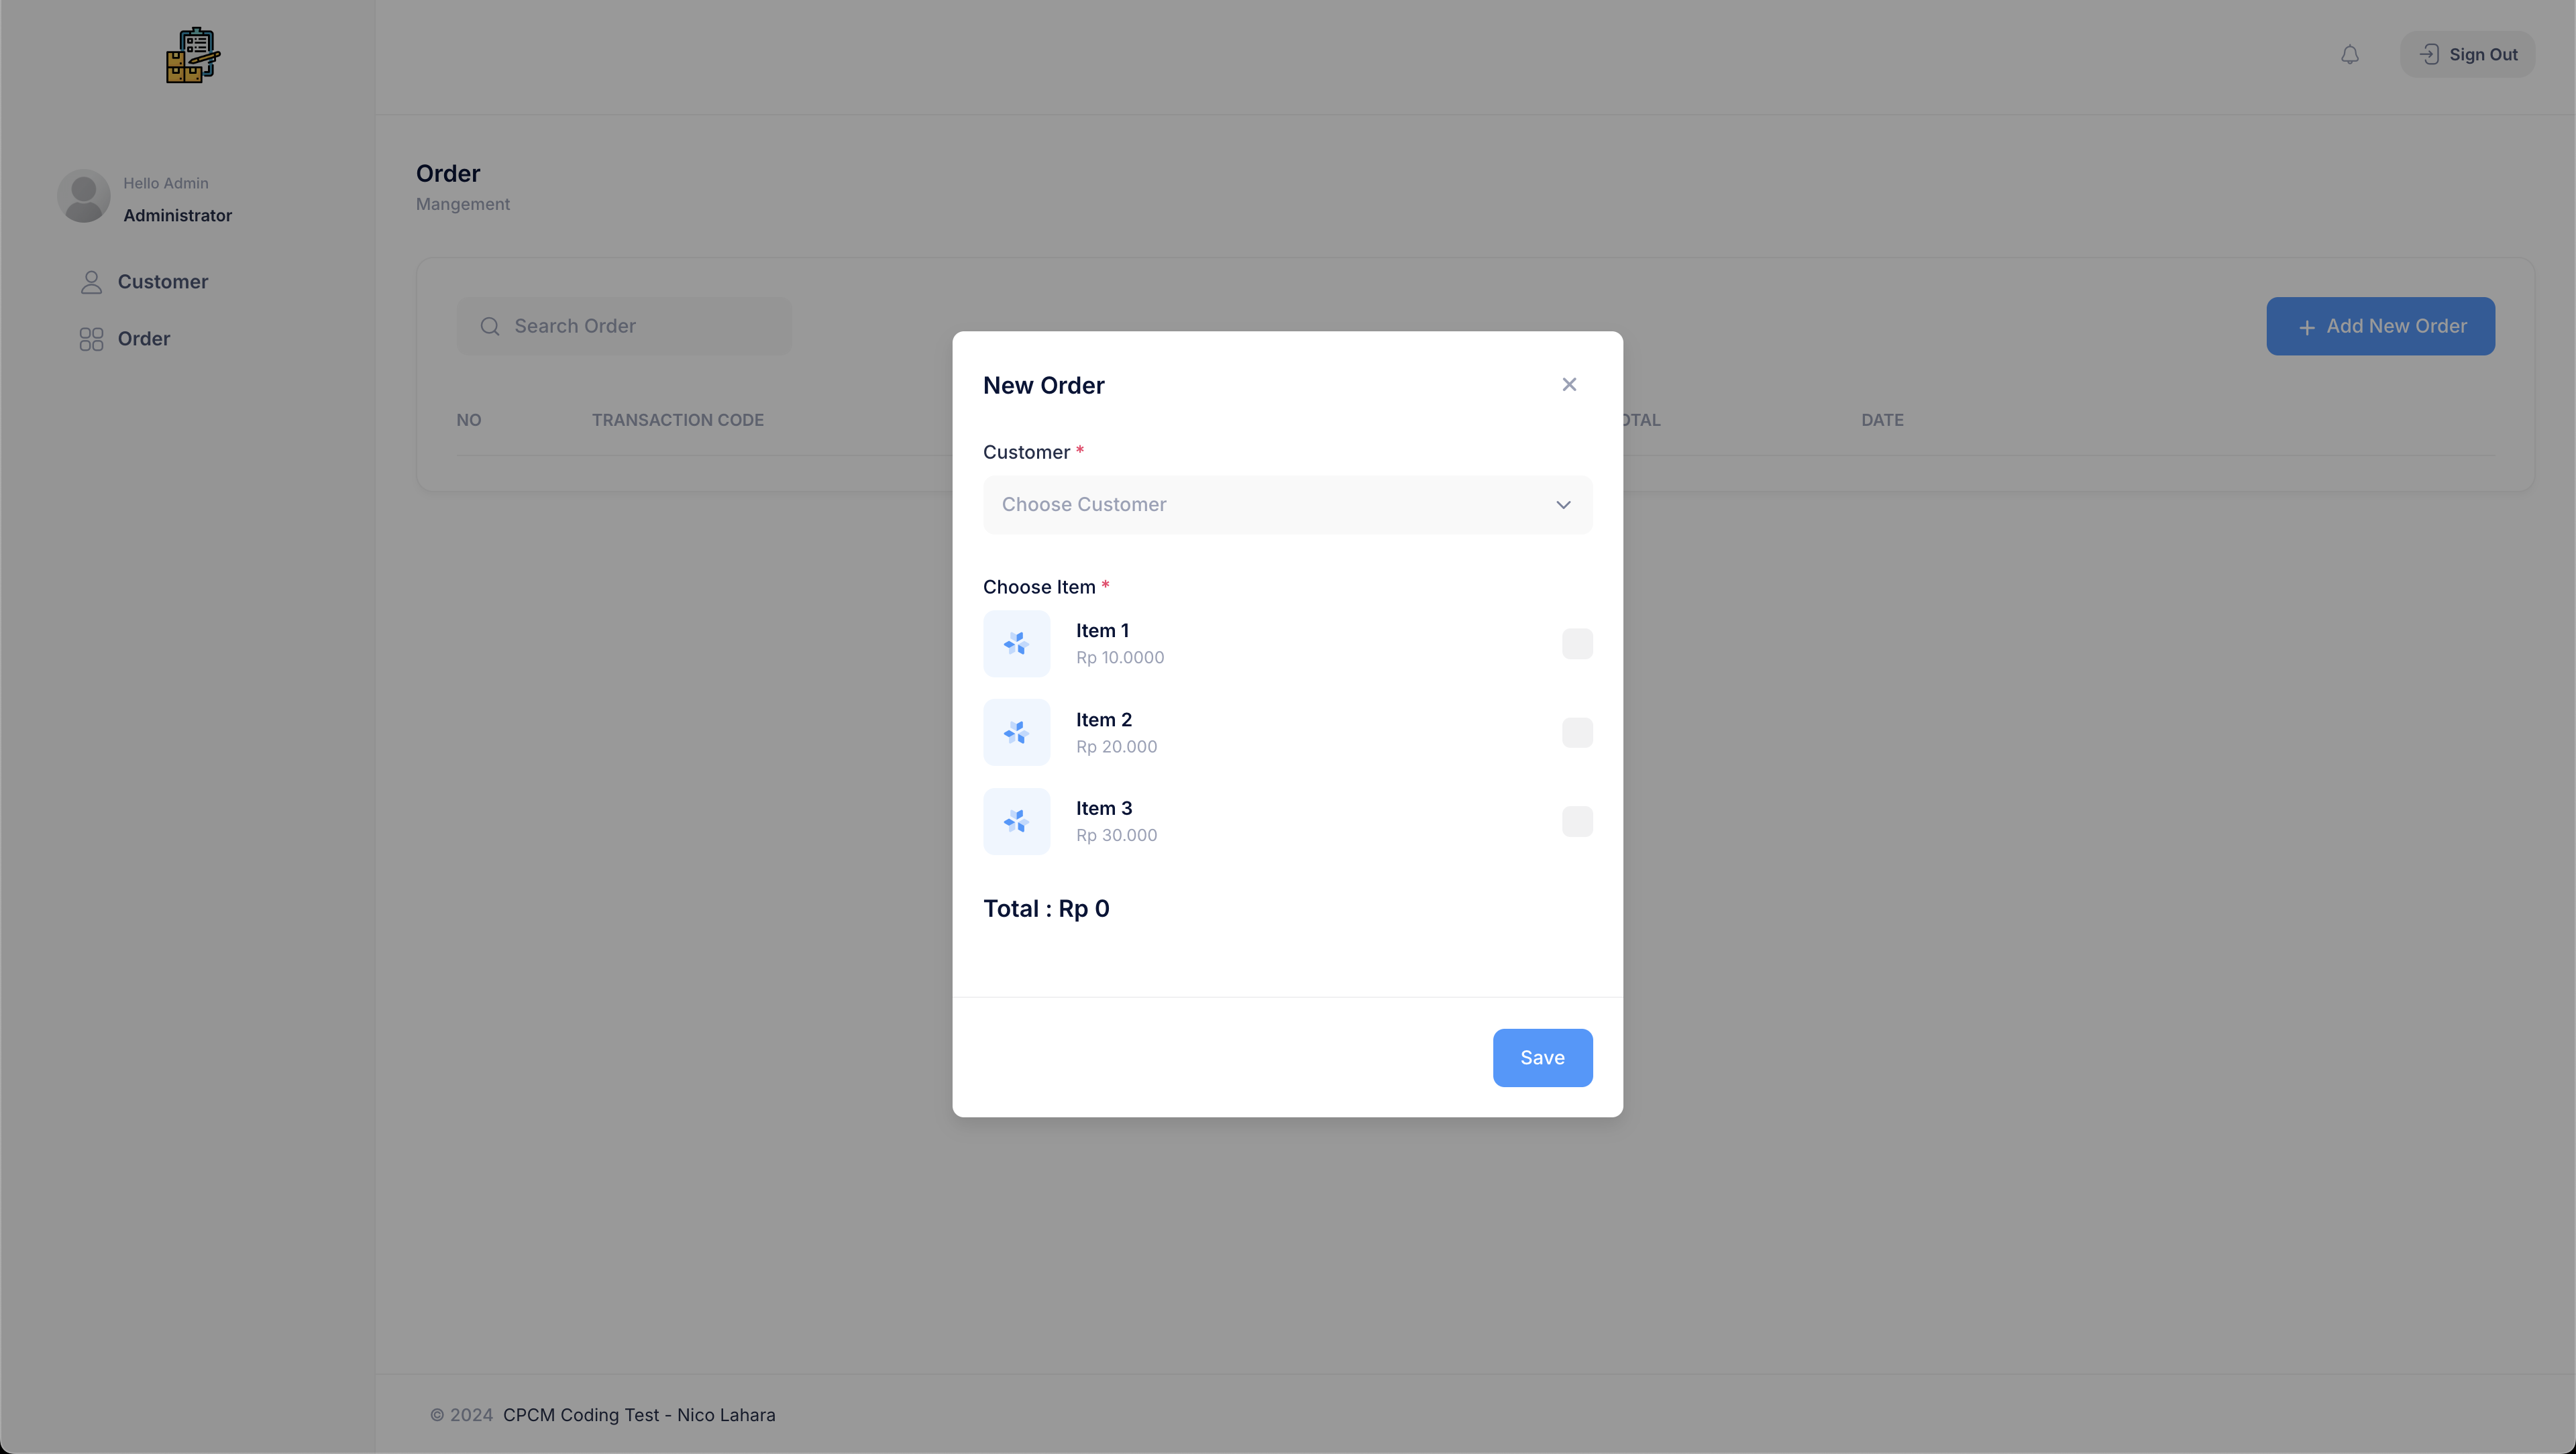 Sign Out
Hello Admin
Administrator
Customer
Order
Order
Mangement
Search Order
Add New Order
NO
TRANSACTION CODE
OTAL
DATE
New Order
Customer *
Choose Customer
Choose Item *
Item 1
Rp 10.0000
Item 2
Rp 20.000
Item 3
Rp 30.000
Total : Rp 0
Save
© 2024 CPCM Coding Test - Nico Lahara